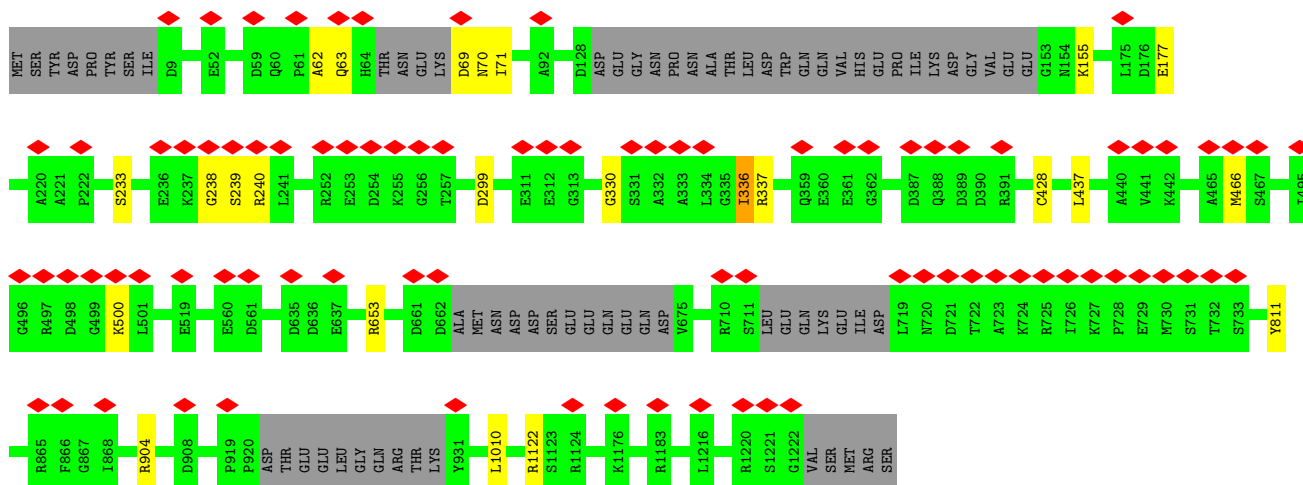 MET SER TYR ASP PRO TYR SER ILE D9 E52 D59 Q60 P61 A62 Q63 H64 THR ASN GLU LYS D69 N70 I71 A92 D128 ASP GLU GLY ASN PRO ASN ALA THR LEU ASP TRP GLN GLN VAL HIS GLU PRO ILE LYS ASP GLY VAL GLU GLU G153 N154 K155 L175 D176 E177
A220 A221 P222 S233 E236 K237 G238 S239 R240 L241 R252 E253 D254 K255 G256 T257 D299 E311 E312 G313 G330 S331 A332 A333 L334 G335 I336 R337 Q359 E360 E361 G362 D387 Q388 D389 D390 R391 C428 L437 A440 V441 K442 A465 M466 S467 I495
G496 R497 D498 G499 K500 L501 E519 E560 D561 D635 D636 E637 R653 D661 D662 ALA MET ASN ASP ASP SER GLU GLU GLN GLU GLN ASP V675 R710 S711 LEU GLU GLN LYS GLU ILE ASP L719 N720 D721 T722 A723 K724 R725 I726 K727 P728 E729 M730 S731 T732 S733 Y811
R865 F866 G867 I868 R904 D908 P919 P920 ASP THR GLU GLU LEU GLY GLN ARG THR LYS Y931 L1010 R1122 S1123 R1124 K1176 R1183 L1216 R1220 S1221 G1222 VAL SER MET ARG SER